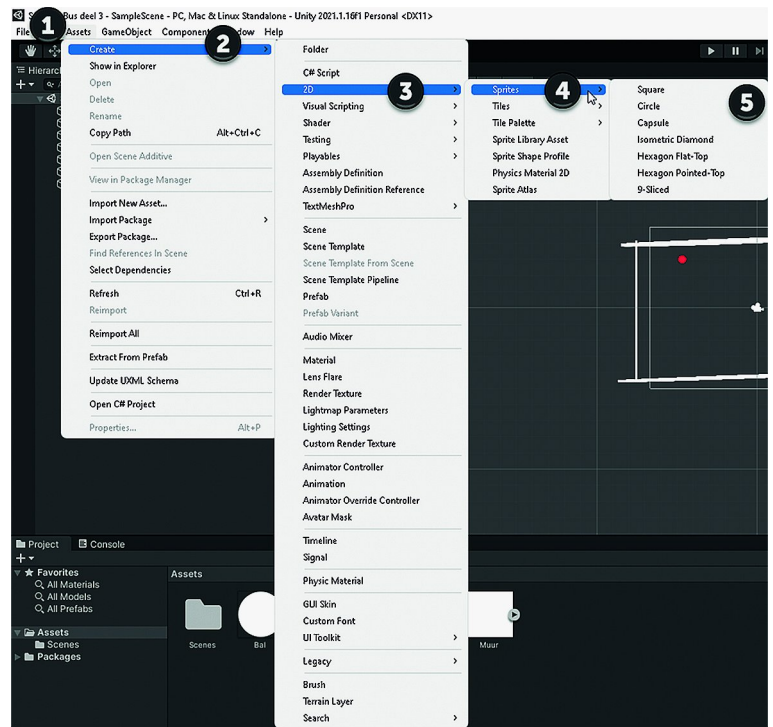 Bus deel 3 - SampleScene - PC, Mac & Linux Standalone - Unity 2021.1.16f1 Personal <DX11>
1
File
Assets GameObject Component
Help
2
Create
Show in Explorer
Open
Delete
Rename
Copy Path Alt+Ctrl+C
Open Scene Additive
View in Package Manager
Import New Asset...
Import Package
Export Package...
Find References In Scene
Select Dependencies
Refresh Ctrl+R
Reimport
Reimport All
Extract From Prefab
Update UXML Schema
Open C# Project
Properties... Alt+P
Folder
C# Script
2D
3
Visual Scripting
Shader
Testing
Playables
Assembly Definition
Assembly Definition Reference
TextMeshPro
Scene
Scene Template
Scene Template From Scene
Scene Template Pipeline
Prefab
Prefab Variant
Audio Mixer
Material
Lens Flare
Render Texture
Lightmap Parameters
Lighting Settings
Custom Render Texture
Animator Controller
Animation
Animator Override Controller
Avatar Mask
Timeline
Signal
Physic Material
GUI Skin
Custom Font
UI Toolkit
Legacy
Brush
Terrain Layer
Search
Sprites
4
Tiles
Tile Palette
Sprite Library Asset
Sprite Shape Profile
Physics Material 2D
Sprite Atlas
Square
Circle
Capsule
5
Isometric Diamond
Hexagon Flat-Top
Hexagon Pointed-Top
9-Sliced
Project Console
Favorites
All Materials
All Models
All Prefabs
Assets
Scenes
Packages
Assets
Scenes
Bal
Muur